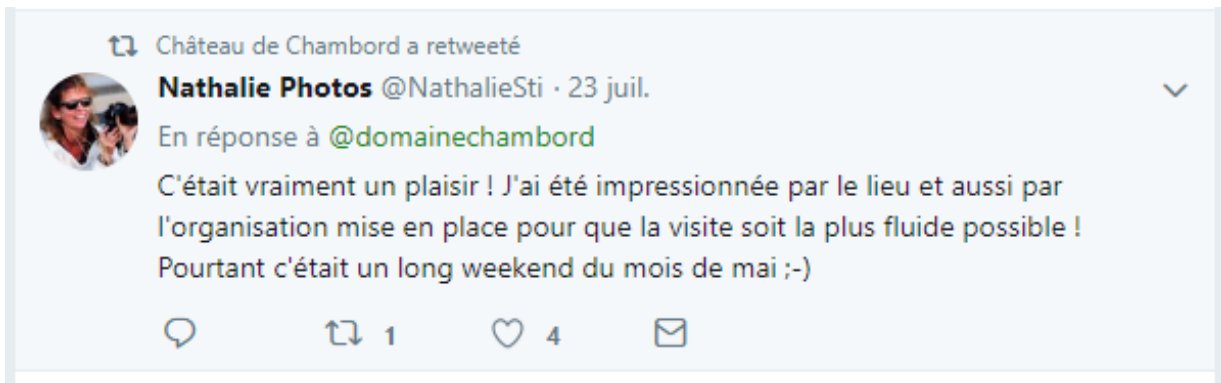 Château de Chambord a retweeté
Nathalie Photos @NathalieSti · 23 juil.
En réponse à @domainechambord
C'était vraiment un plaisir ! J'ai été impressionnée par le lieu et aussi par
l'organisation mise en place pour que la visite soit la plus fluide possible !
Pourtant c'était un long weekend du mois de mai ;-)
1 4